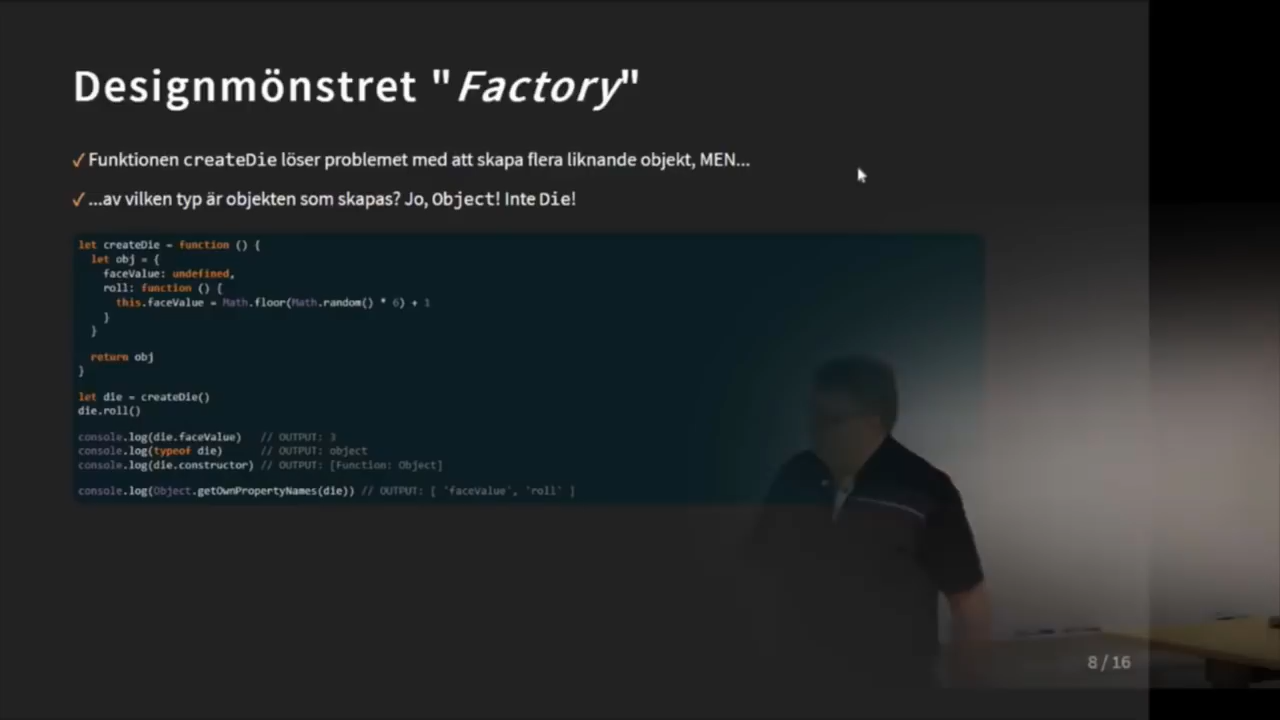 Designmönstret "Factory"
✓ Funktionen createDie löser problemet med att skapa flera liknande objekt, MEN...
✓ ...av vilken typ är objekten som skapas? Jo, Object! Inte Die!
let createDie = function () {
  let obj = {
    faceValue: undefined,
    roll: function () {
      this.faceValue = Math.floor(Math.random() * 6) + 1
    }
  }

  return obj
}

let die = createDie()
die.roll()

console.log(die.faceValue)   // OUTPUT: 3
console.log(typeof die)      // OUTPUT: object
console.log(die.constructor) // OUTPUT: [Function: Object]

console.log(Object.getOwnPropertyNames(die)) // OUTPUT: [ 'faceValue', 'roll' ]
8 / 16